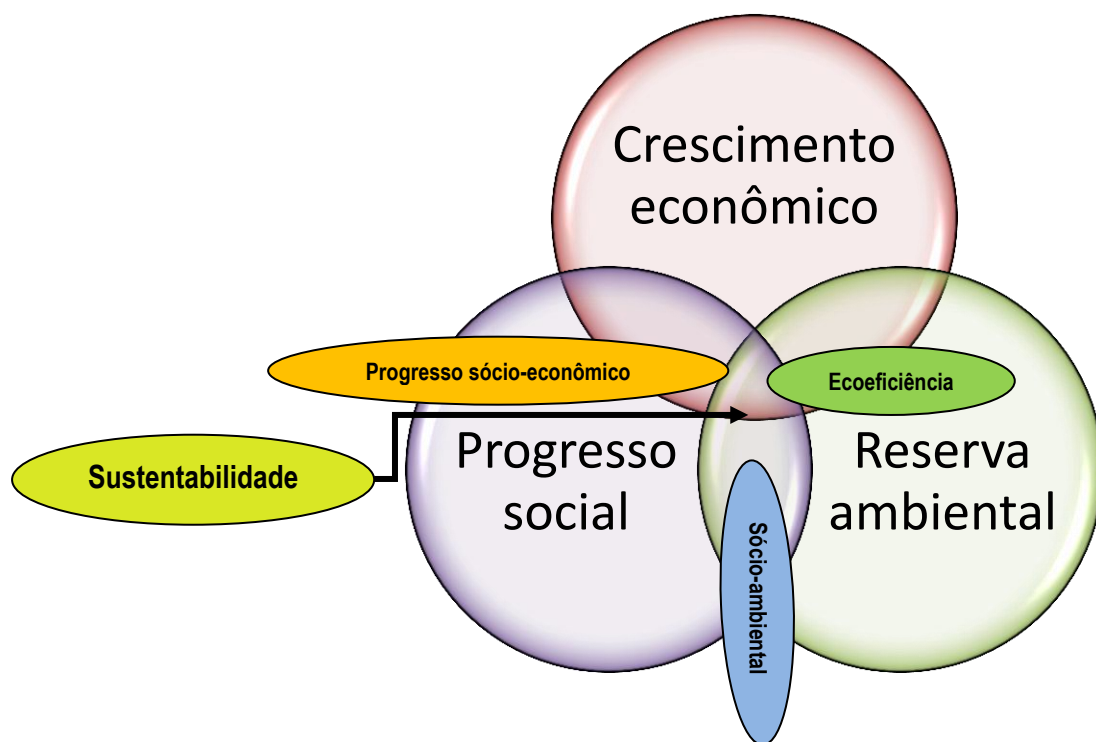 Crescimento
econômico
Progresso sócio-econômico
Ecoeficiência
Sustentabilidade
Progresso
social
Reserva
ambiental
Sócio-ambiental